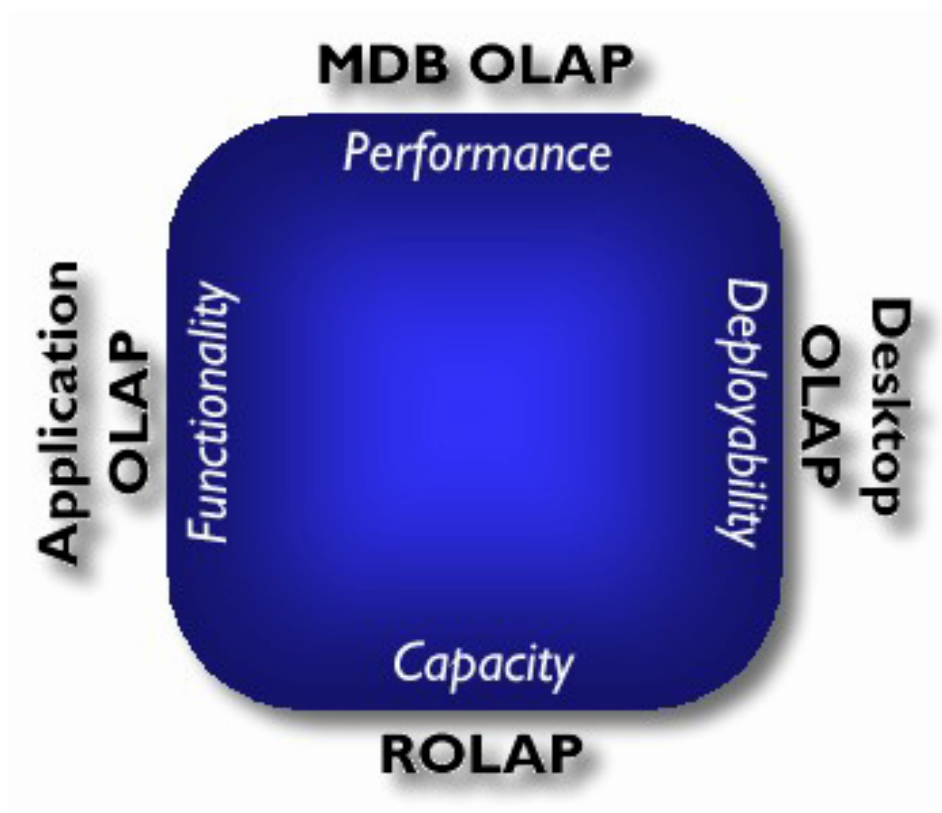 MDB OLAP
Performance
Application
OLAP
Functionality
Deployability
Desktop
OLAP
Capacity
ROLAP